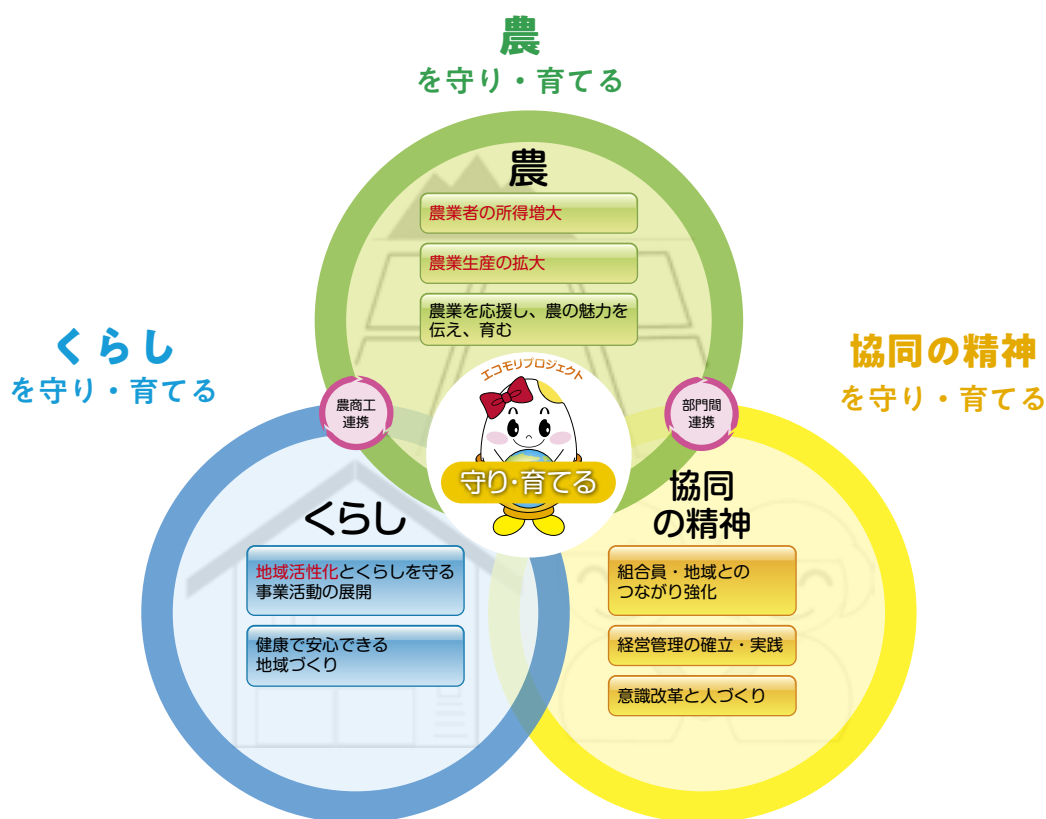 農
を守り・育てる
農
農業者の所得増大
農業生産の拡大
農業を応援し、農の魅力を
伝え、育む
くらし
を守り・育てる
協同の精神
を守り・育てる
エコモリプロジェクト
農商工
連携
部門間
連携
守り・育てる
くらし
地域活性化とくらしを守る
事業活動の展開
健康で安心できる
地域づくり
協同
の精神
組合員・地域との
つながり強化
経営管理の確立・実践
意識改革と人づくり